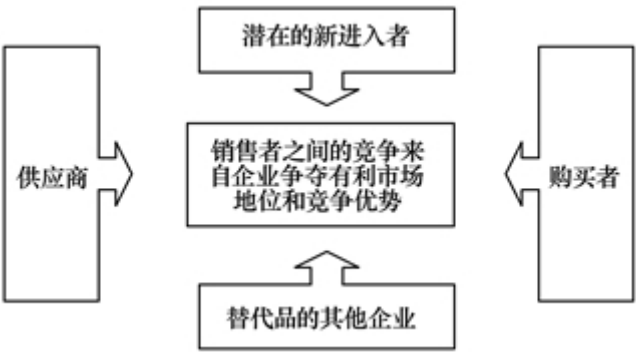 潜在的新进入者
供应商
销售者之间的竞争来
自企业争夺有利市场
地位和竞争优势
购买者
替代品的其他企业